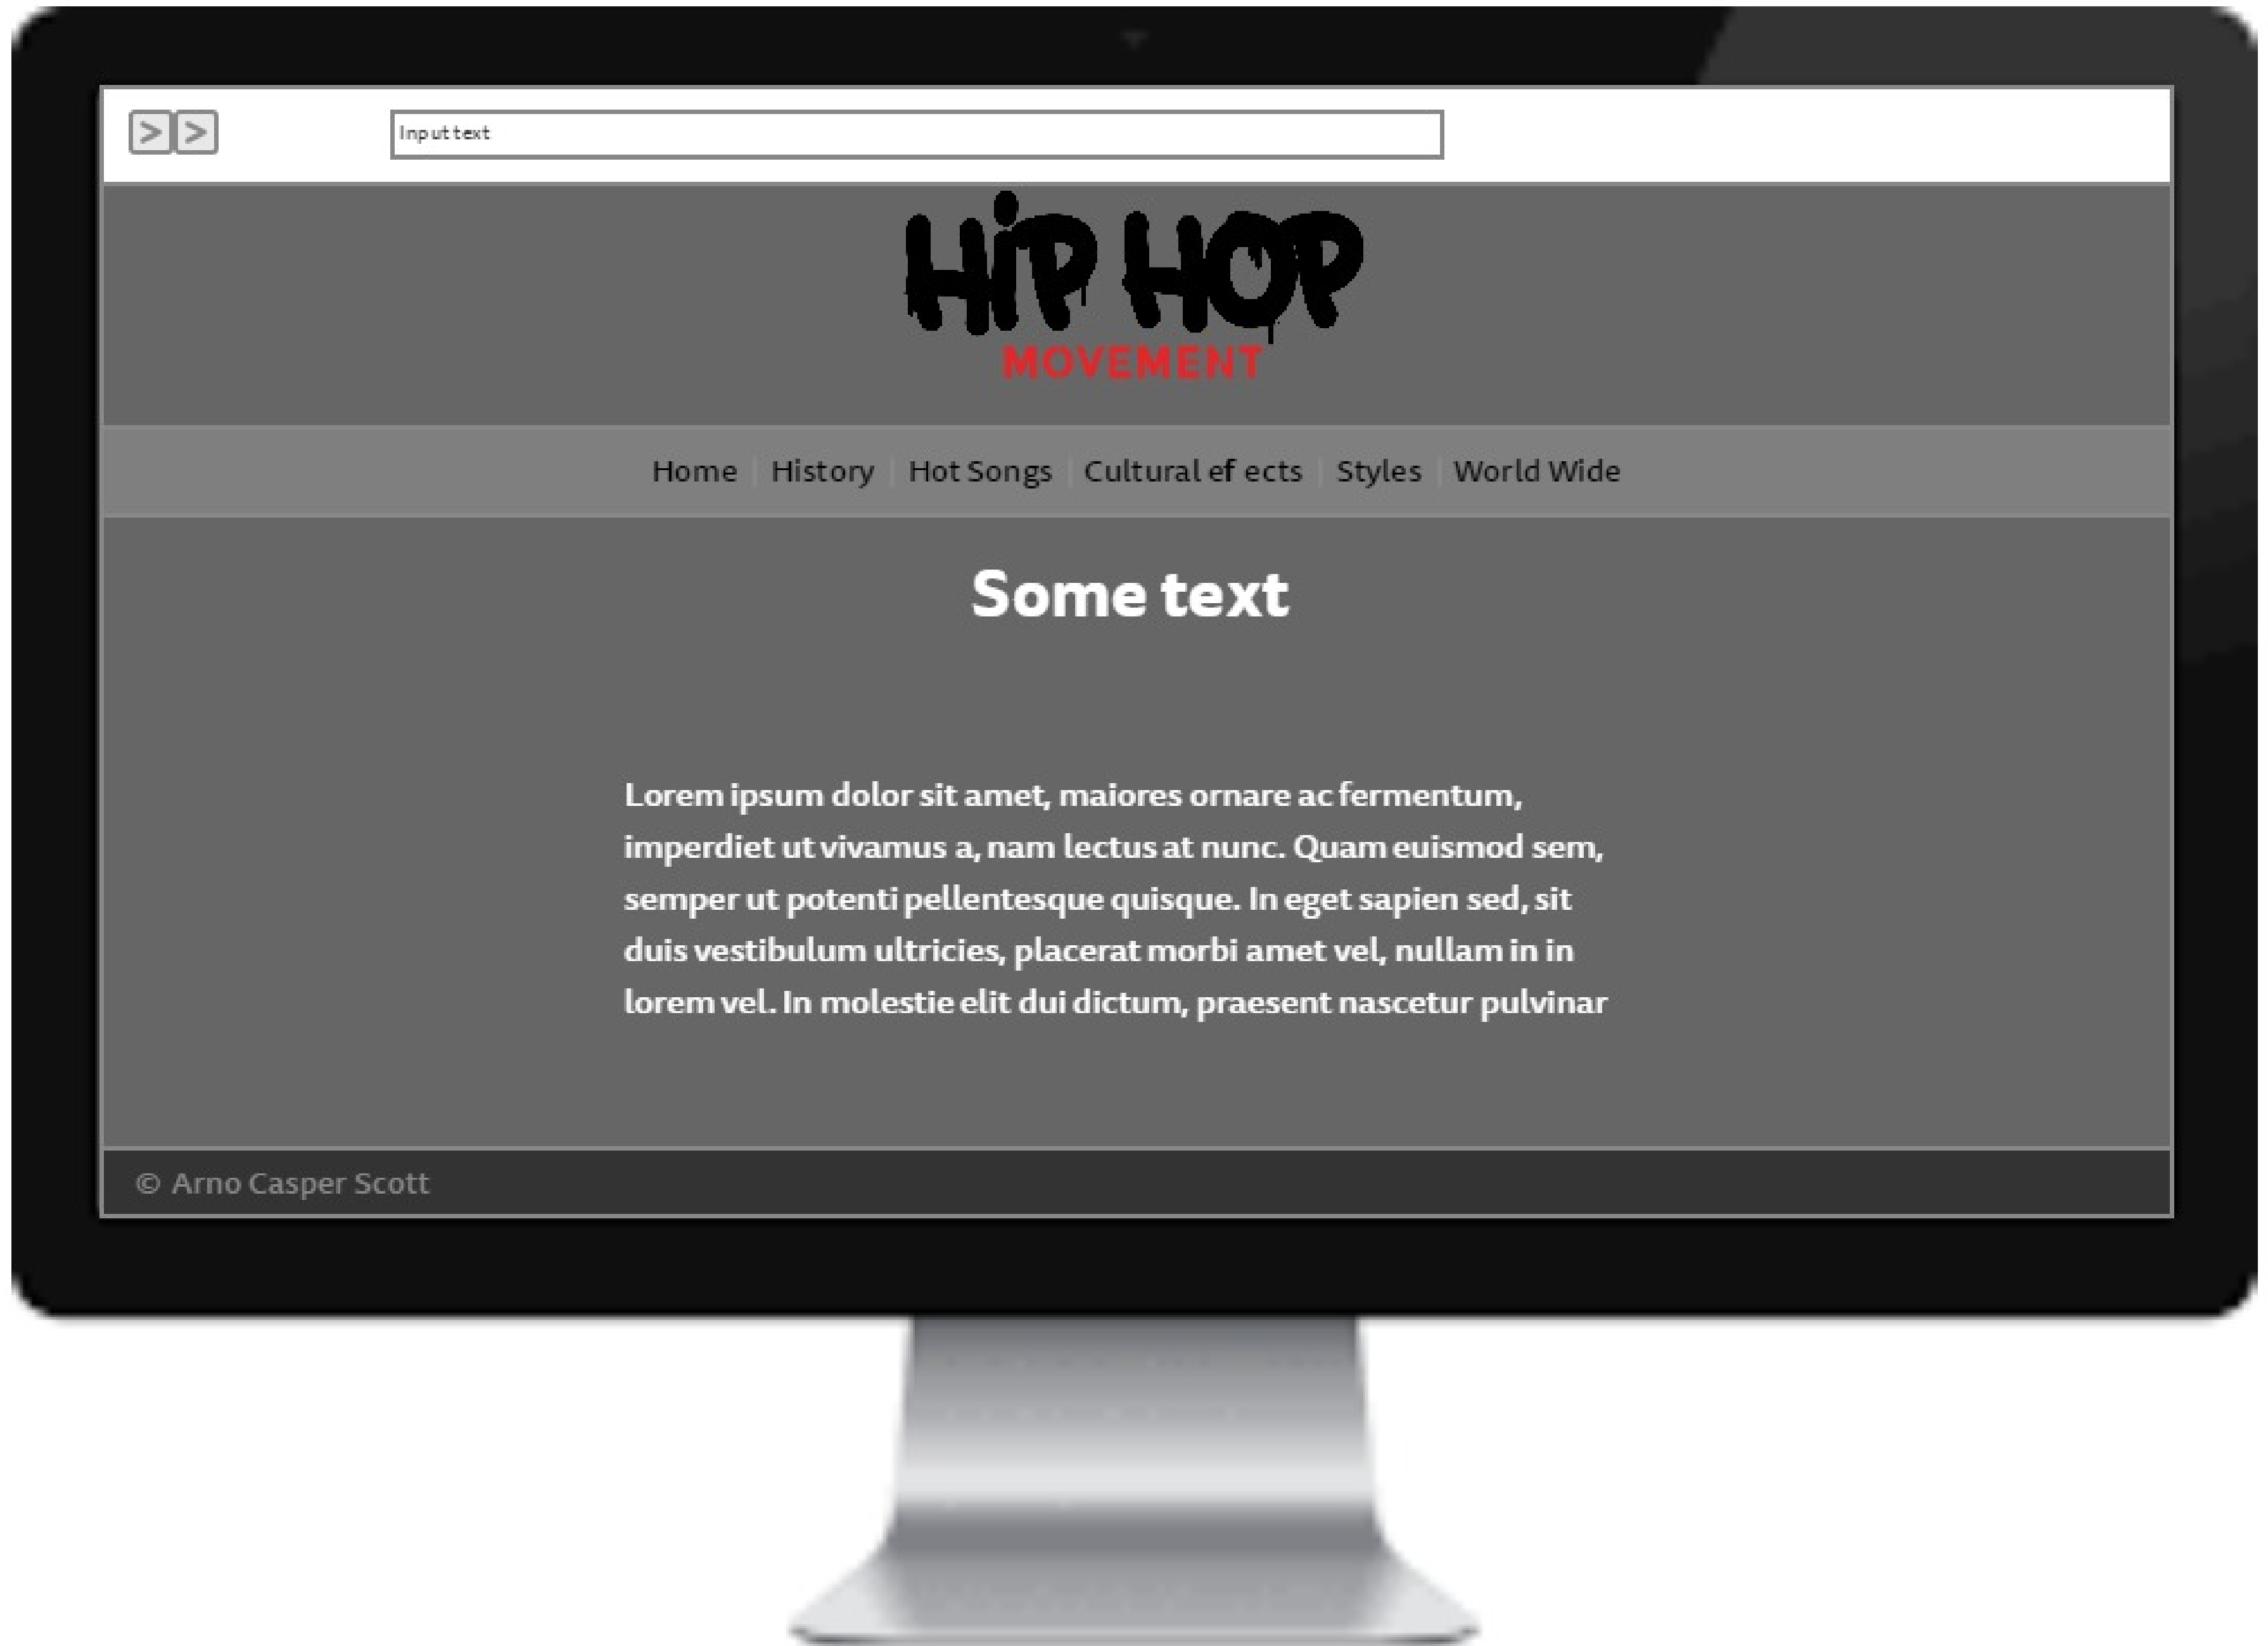 > >
Input text
HiP HOP
MOVEMENT
Home | History | Hot Songs | Cultural ef ects | Styles | World Wide
Some text
Lorem ipsum dolor sit amet, maiores ornare ac fermentum,
imperdiet ut vivamus a, nam lectus at nunc. Quam euismod sem,
semper ut potenti pellentesque quisque. In eget sapien sed, sit
duis vestibulum ultricies, placerat morbi amet vel, nullam in in
lorem vel. In molestie elit dui dictum, praesent nascetur pulvinar
© Arno Casper Scott